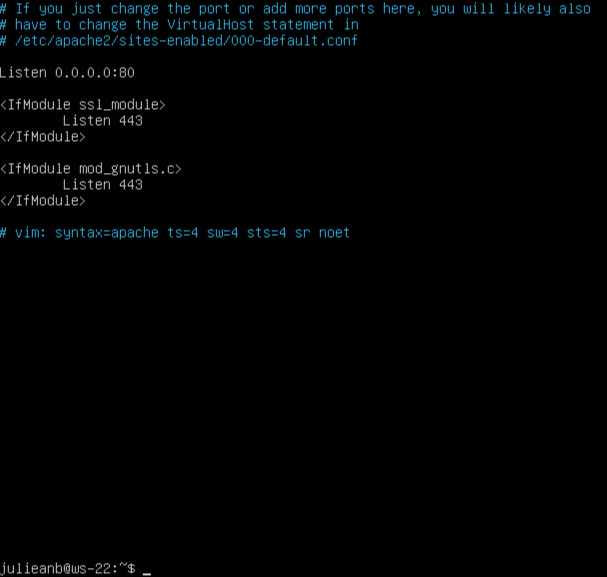 # If you just change the port or add more ports here, you will likely also
# have to change the VirtualHost statement in
# /etc/apache2/sites-enabled/000-default.conf
Listen 0.0.0.0:80
<IfModule ssl_module>
Listen 443
</IfModule>
<IfModule mod_gnutls.c>
Listen 443
</IfModule>
# vim: syntax=apache ts=4 sw=4 sts=4 sr noet
julieanb@ws-22:~$ _